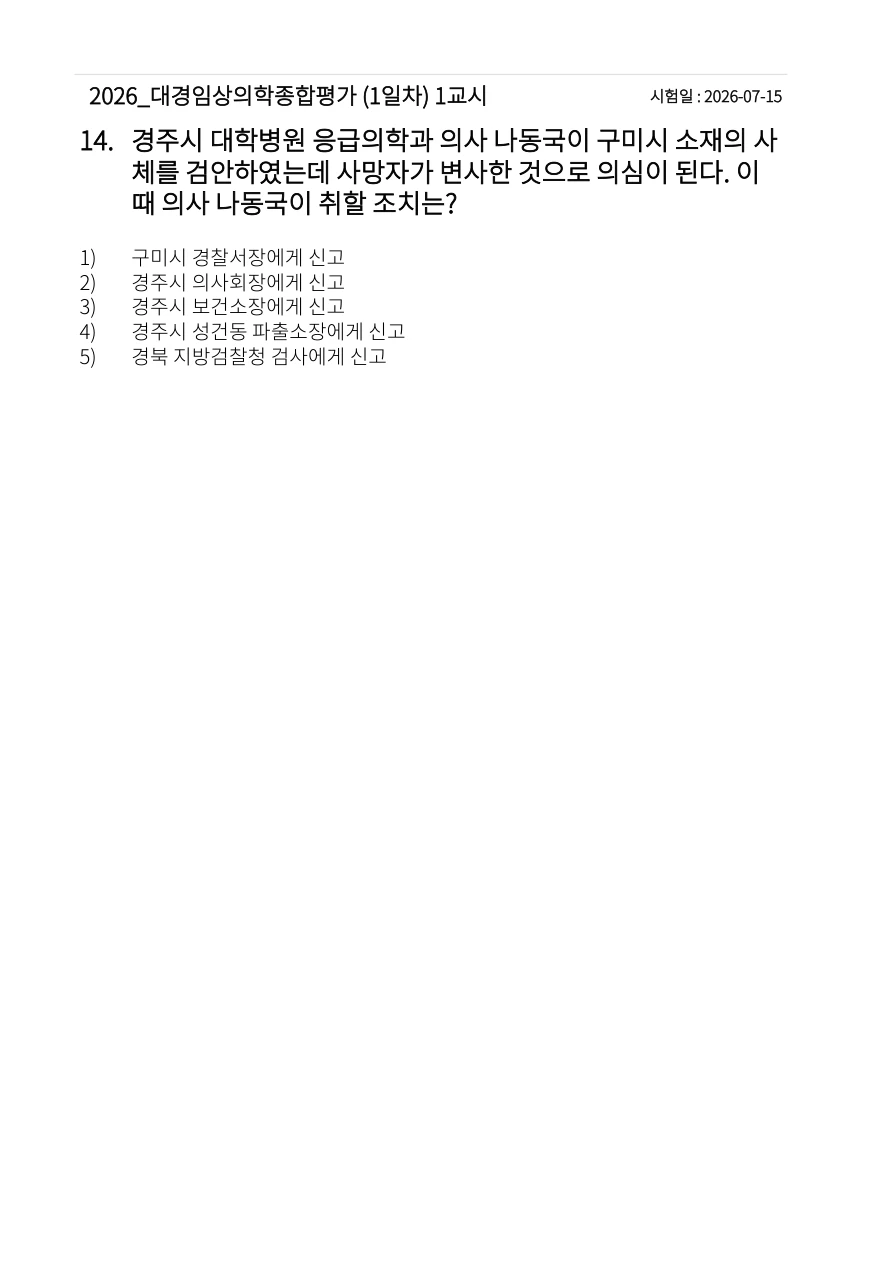 2026_대경임상의학종합평가 (1일차) 1교시
시험일 : 2026-07-15
14. 경주시 대학병원 응급의학과 의사 나동국이 구미시 소재의 사
체를 검안하였는데 사망자가 변사한 것으로 의심이 된다. 이
때 의사 나동국이 취할 조치는?
1) 구미시 경찰서장에게 신고
2) 경주시 의사회장에게 신고
3) 경주시 보건소장에게 신고
4) 경주시 성건동 파출소장에게 신고
5) 경북 지방검찰청 검사에게 신고